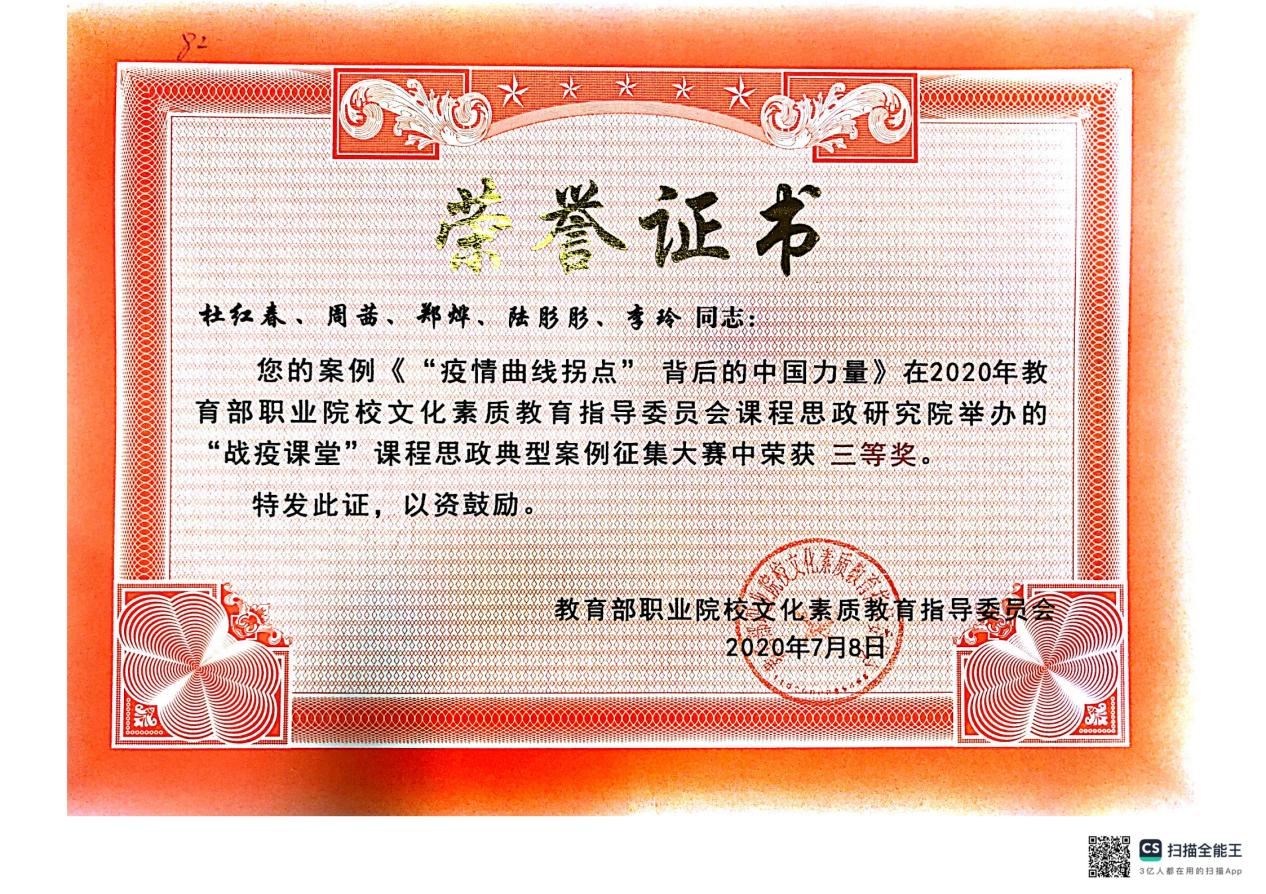 荣誉证书
杜红春、周茜、郑烨、陆彤彤、李玲 同志：
您的案例《“疫情曲线拐点” 背后的中国力量》在2020年教
育部职业院校文化素质教育指导委员会课程思政研究院举办的
“战疫课堂”课程思政典型案例征集大赛中荣获 三等奖。
特发此证，以资鼓励。
教育部职业院校文化素质教育指导委员会
2020年7月8日
CS 扫描全能王
3亿人都在用的扫描App